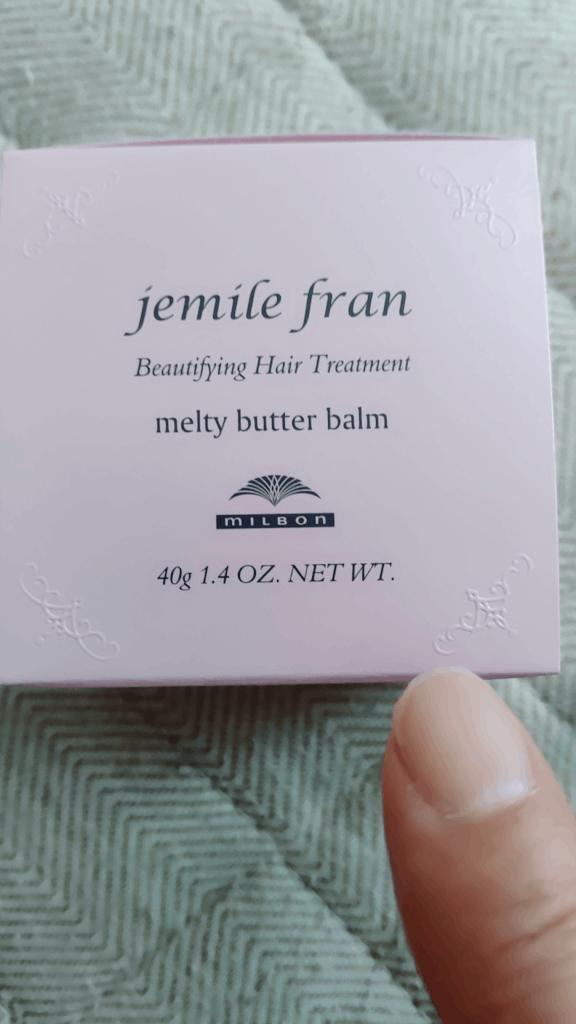 jemile fran
Beautifying Hair Treatment
melty butter balm
MILBON
40g 1.4 OZ. NET WT.